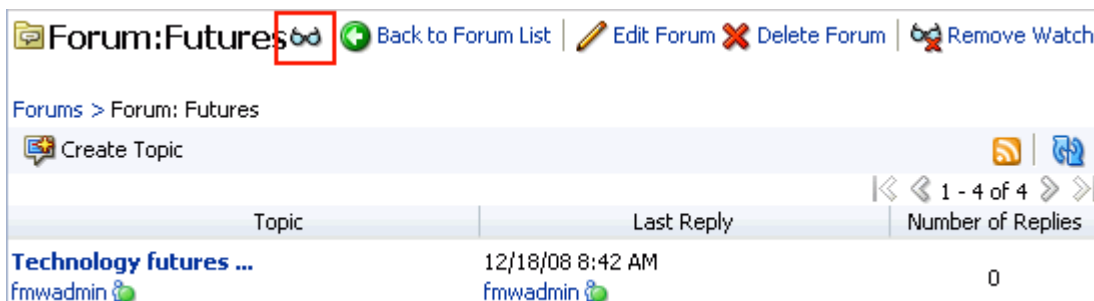 Forum:Futures Back to Forum List Edit Forum Delete Forum Remove Watch
Forums > Forum: Futures
Create Topic
1 - 4 of 4
Topic Last Reply Number of Replies
Technology futures ... 12/18/08 8:42 AM 0
fmwadmin fmwadmin